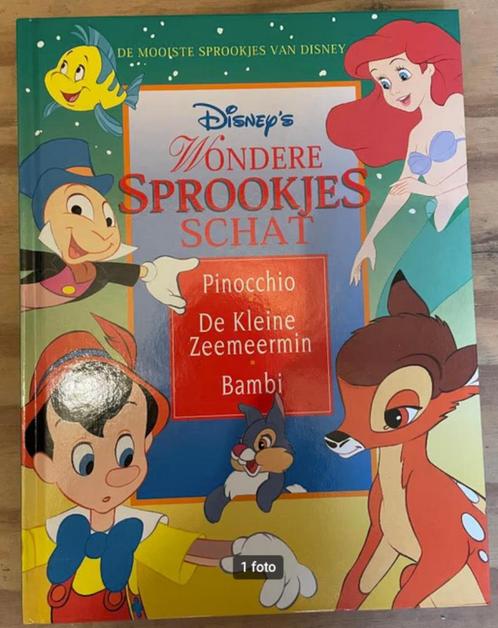 DE MOOISTE SPROOKJES VAN DISNEY
DISNEY'S
WONDERE
SPROOKJES
SCHAT
Pinocchio
De Kleine
Zeemeermin
Bambi
1 foto